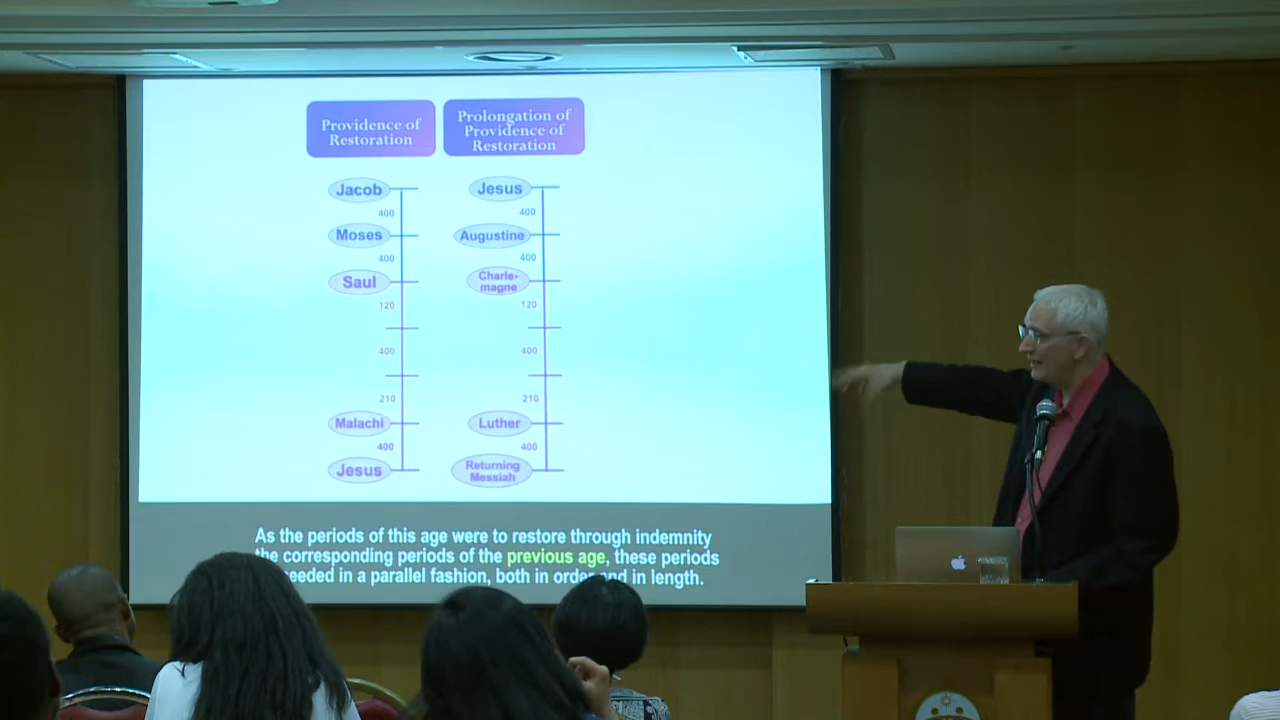 Providence of
Restoration
Prolongation of
Providence of
Restoration
Jacob
400
Moses
400
Saul
120
400
210
Malachi
400
Jesus
Jesus
400
Augustine
400
Charle-
magne
120
400
210
Luther
400
Returning
Messiah
As the periods of this age were to restore through indemnity
the corresponding periods of the previous age, these periods
in a parallel fashion, both in order and in length.